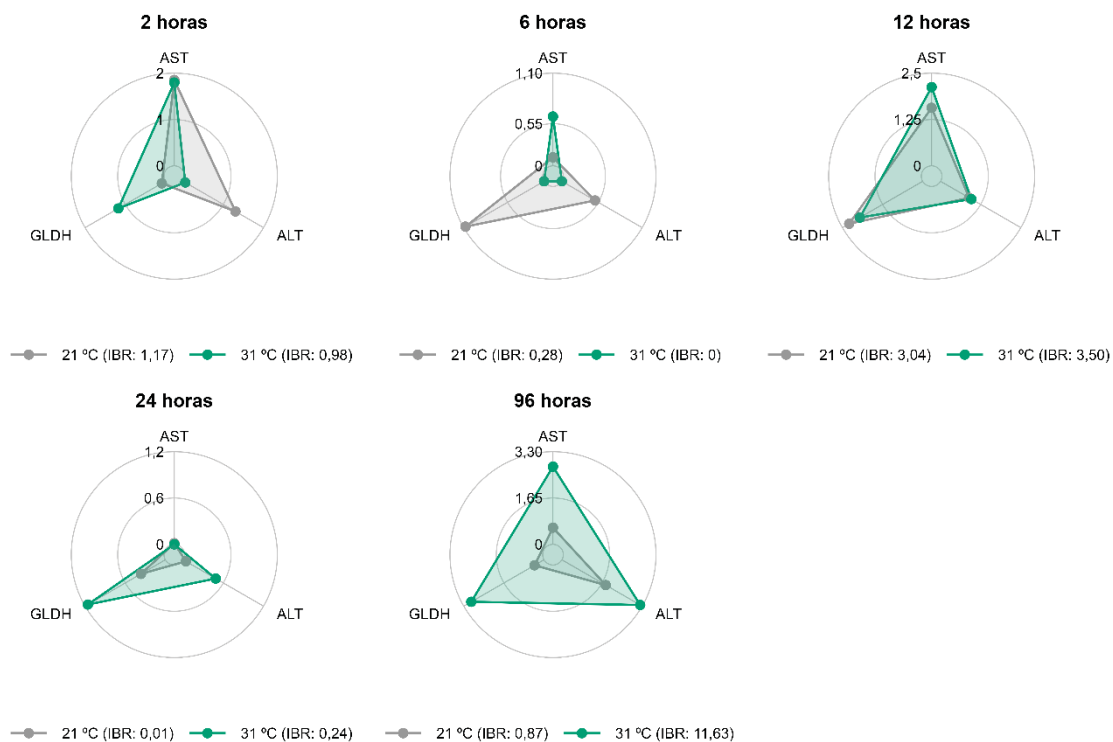 2 horas
AST
2
1
0
GLDH
ALT
21 ºC (IBR: 1,17)
31 ºC (IBR: 0,98)
6 horas
AST
1,10
0,55
0
GLDH
ALT
21 ºC (IBR: 0,28)
31 ºC (IBR: 0)
12 horas
AST
2,5
1,25
0
GLDH
ALT
21 ºC (IBR: 3,04)
31 ºC (IBR: 3,50)
24 horas
AST
1,2
0,6
0
GLDH
ALT
21 ºC (IBR: 0,01)
31 ºC (IBR: 0,24)
96 horas
AST
3,30
1,65
0
GLDH
ALT
21 ºC (IBR: 0,87)
31 ºC (IBR: 11,63)